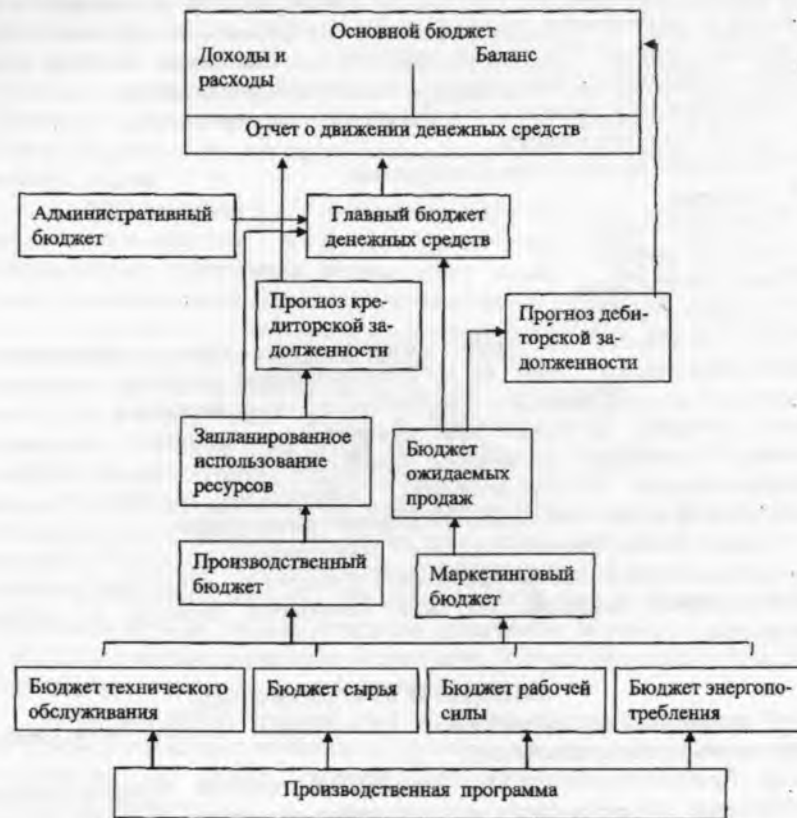 Основной бюджет
Доходы и
расходы
Баланс
Отчет о движении денежных средств
Административный
бюджет
Главный бюджет
денежных средств
Прогноз кре-
диторской за-
долженности
Прогноз деби-
торской за-
долженности
Запланированное
использование
ресурсов
Бюджет
ожидаемых
продаж
Производственный
бюджет
Маркетинговый
бюджет
Бюджет технического
обслуживания
Бюджет сырья
Бюджет рабочей
силы
Бюджет энергопо-
требления
Производственная программа